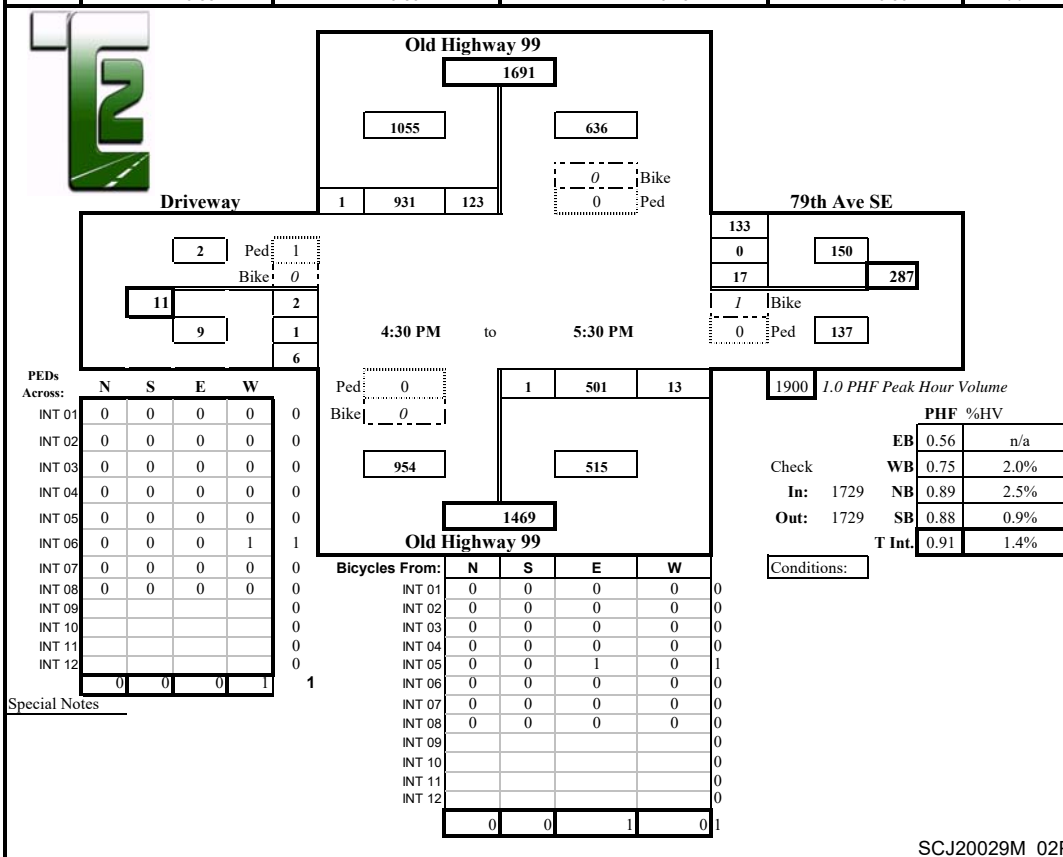 Old Highway 99
1691
1055 636
0 Bike
1 931 123 0 Ped
Driveway 79th Ave SE
133
2 Ped 1 0 150
Bike 0 17 287
11 2 1 Bike
9 1 4:30 PM to 5:30 PM 0 Ped 137
6
PEDs
Across: N S E W Ped 0 1 501 13 1900 1.0 PHF Peak Hour Volume
Bike 0 PHF %HV
INT 01 0 0 0 0 0
INT 02 0 0 0 0 0 EB 0.56 n/a
INT 03 0 0 0 0 0 954 515 Check WB 0.75 2.0%
INT 04 0 0 0 0 0 In: 1729 NB 0.89 2.5%
INT 05 0 0 0 0 0 1469 Out: 1729 SB 0.88 0.9%
INT 06 0 0 0 1 1 Old Highway 99 T Int. 0.91 1.4%
INT 07 0 0 0 0 0 Bicycles From: N S E W Conditions:
INT 08 0 0 0 0 0
INT 09 0
INT 10 0
INT 11 0
INT 12 0
0 0 0 1 1
Special Notes
INT 01 0 0 0 0 0
INT 02 0 0 0 0 0
INT 03 0 0 0 0 0
INT 04 0 0 0 0 0
INT 05 0 0 1 0 1
INT 06 0 0 0 0 0
INT 07 0 0 0 0 0
INT 08 0 0 0 0 0
INT 09 0
INT 10 0
INT 11 0
INT 12 0
0 0 1 0 1